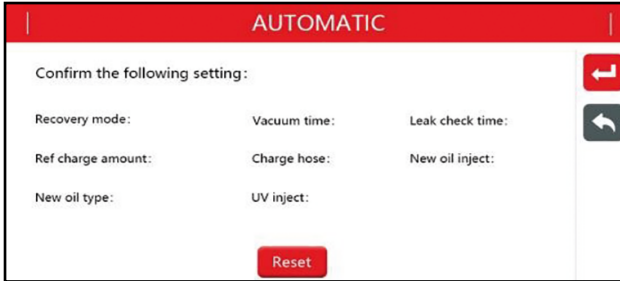 AUTOMATIC
Confirm the following setting:
Recovery mode: Vacuum time: Leak check time:
Ref charge amount: Charge hose: New oil inject:
New oil type: UV inject:
Reset